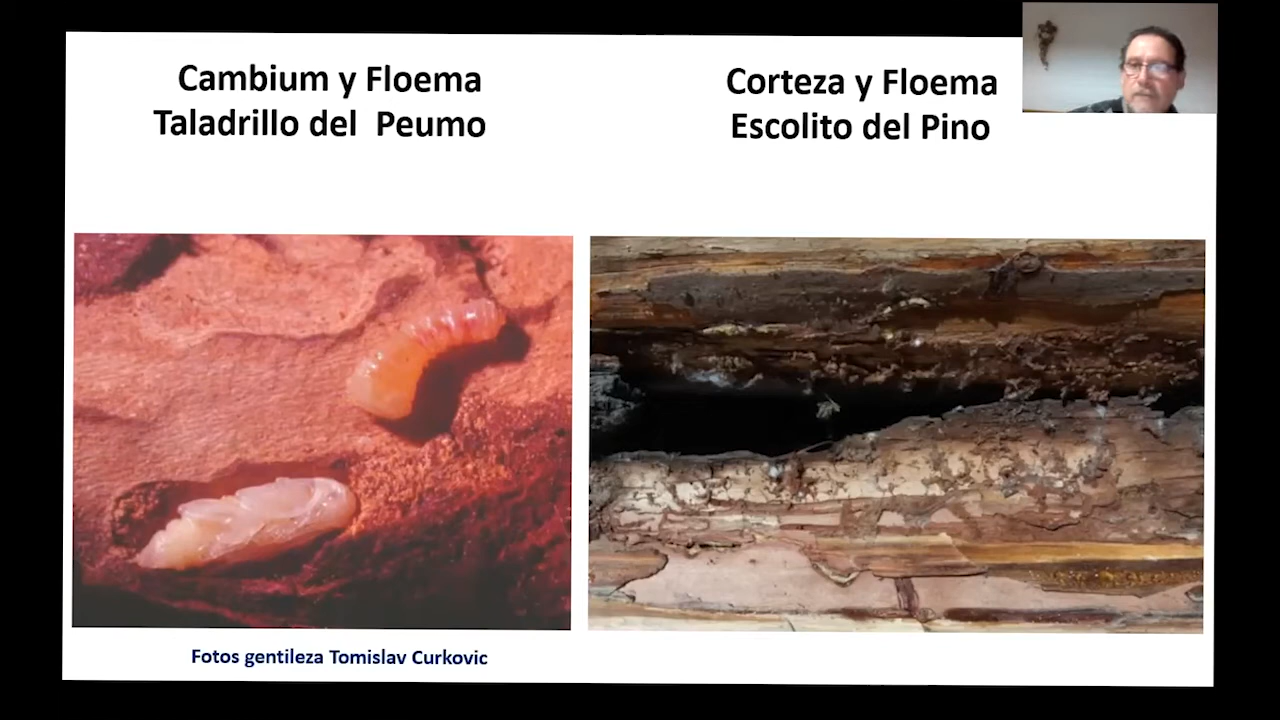 Cambium y Floema
Taladrillo del Peumo
Corteza y Floema
Escolito del Pino
Fotos gentileza Tomislav Curkovic